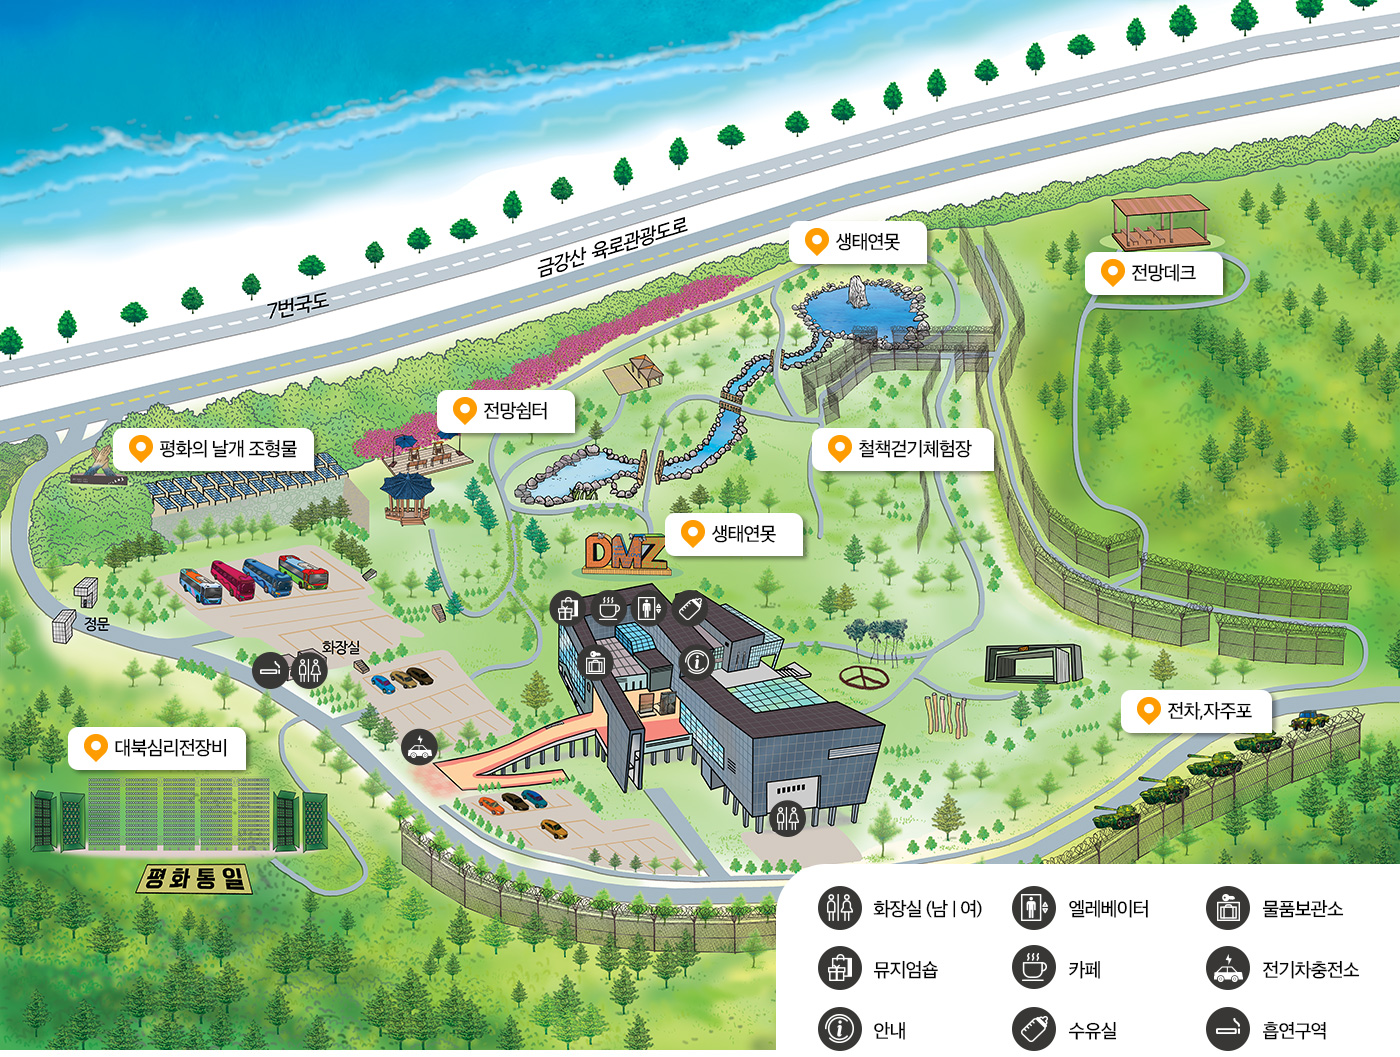 생태연못
전망데크
금강산 육로관광도로
7번국도
전망쉼터
평화의 날개 조형물
철책걷기체험장
생태연못
DMZ
정문
화장실
전차,자주포
대북심리전장비
평화통일
화장실 (남 | 여)
엘레베이터
물품보관소
뮤지엄숍
카페
전기차충전소
안내
수유실
흡연구역